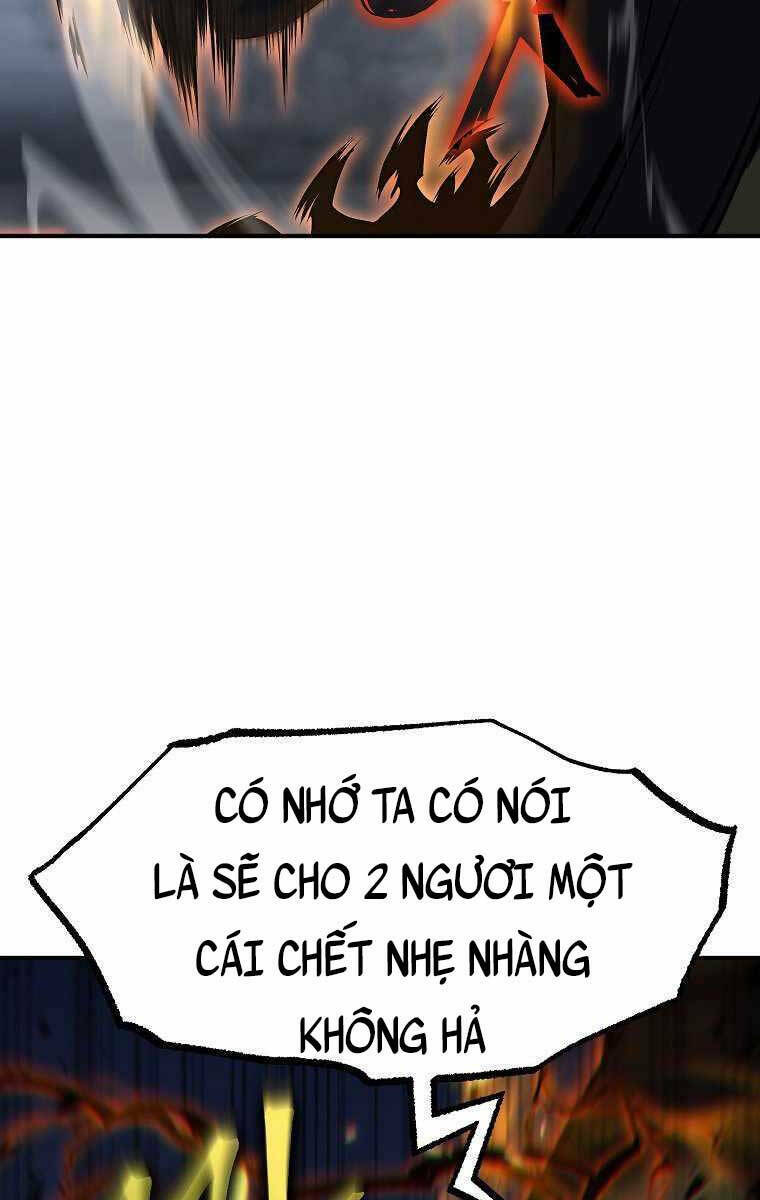 CÓ NHỚ TA CÓ NÓI
LÀ SẼ CHO 2 NGƯƠI MỘT
CÁI CHẾT NHẸ NHÀNG
KHÔNG HẢ